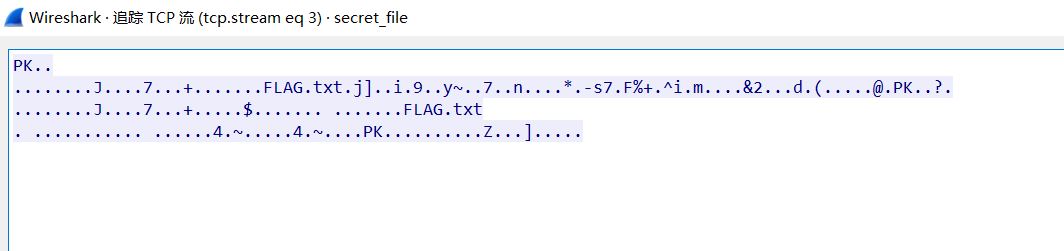 Wireshark · 追踪 TCP 流 (tcp.stream eq 3) · secret_file
PK..
........J....7...+.......FLAG.txt.j]..i.9..y~..7..n....*.-s7.F%+.^i.m....&2...d.(.....@.PK..?.
........J....7...+.....$....... .......FLAG.txt
. ........... ......4.~.....4.~....PK..........Z...].....